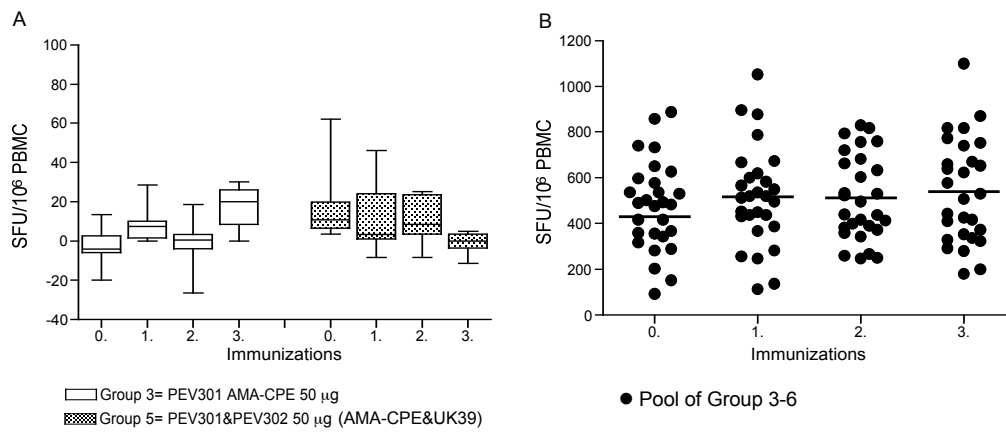 A
SFU/10⁶ PBMC
100
80
60
40
20
0
-20
-40
0. 1. 2. 3. 0. 1. 2. 3.
Immunizations
Group 3= PEV301 AMA-CPE 50 μg
Group 5= PEV301&PEV302 50 μg (AMA-CPE&UK39)
B
SFU/10⁶ PBMC
1200
1000
800
600
400
200
0
0. 1. 2. 3.
Immunizations
Pool of Group 3-6